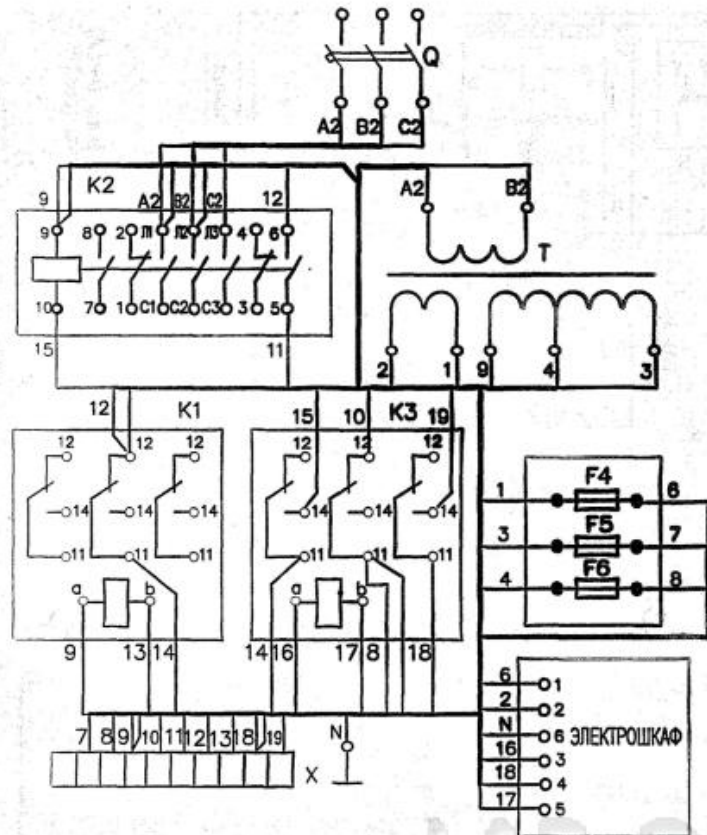 Q
A2 B2 C2
K2
9 A2 B2 C2 12
A2 B2
9 8 2 Л1 Л2 Л3 4 6
T
10 7 1 C1 C2 C3 3 5
15 11
2 1 9 4 3
12 K1
15 10 K3 19
12 12 12
12 12 12
14 14 14
14 14 14
11 11 11
11 11 11
a b
a b
9 13 14
14 16 17 8 18
1 F4 6
3 F5 7
4 F6 8
7 8 9 10 11 12 13 18 19
X
N
6 1
2 2
N 6 ЭЛЕКТРОШКАФ
16 3
18 4
17 5